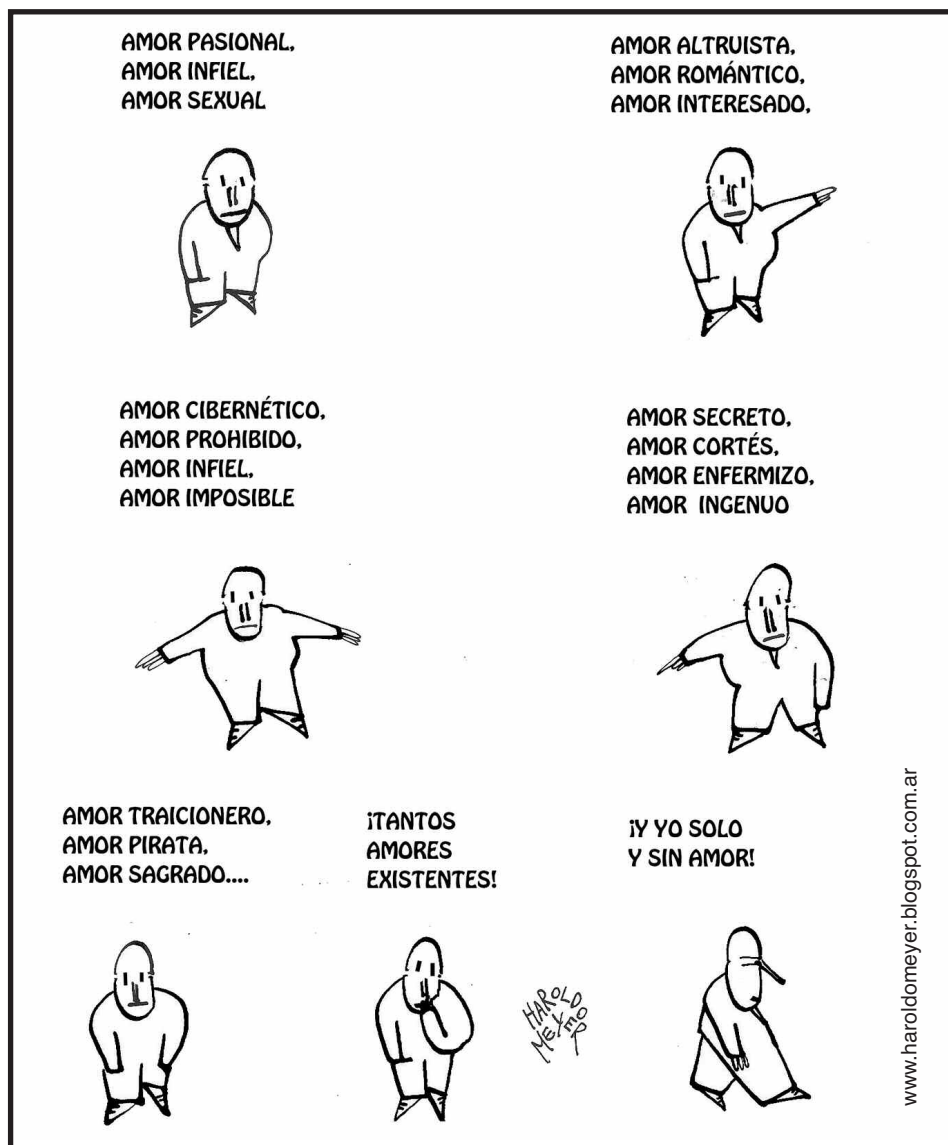 AMOR PASIONAL,
AMOR INFIEL,
AMOR SEXUAL
AMOR ALTRUISTA,
AMOR ROMÁNTICO,
AMOR INTERESADO,
AMOR CIBERNÉTICO,
AMOR PROHIBIDO,
AMOR INFIEL,
AMOR IMPOSIBLE
AMOR SECRETO,
AMOR CORTÉS,
AMOR ENFERMIZO,
AMOR INGENUO
AMOR TRAICIONERO,
AMOR PIRATA,
AMOR SAGRADO....
¡TANTOS
AMORES
EXISTENTES!
¡Y YO SOLO
Y SIN AMOR!
HAROLDO
MEYER
www.haroldomeyer.blogspot.com.ar